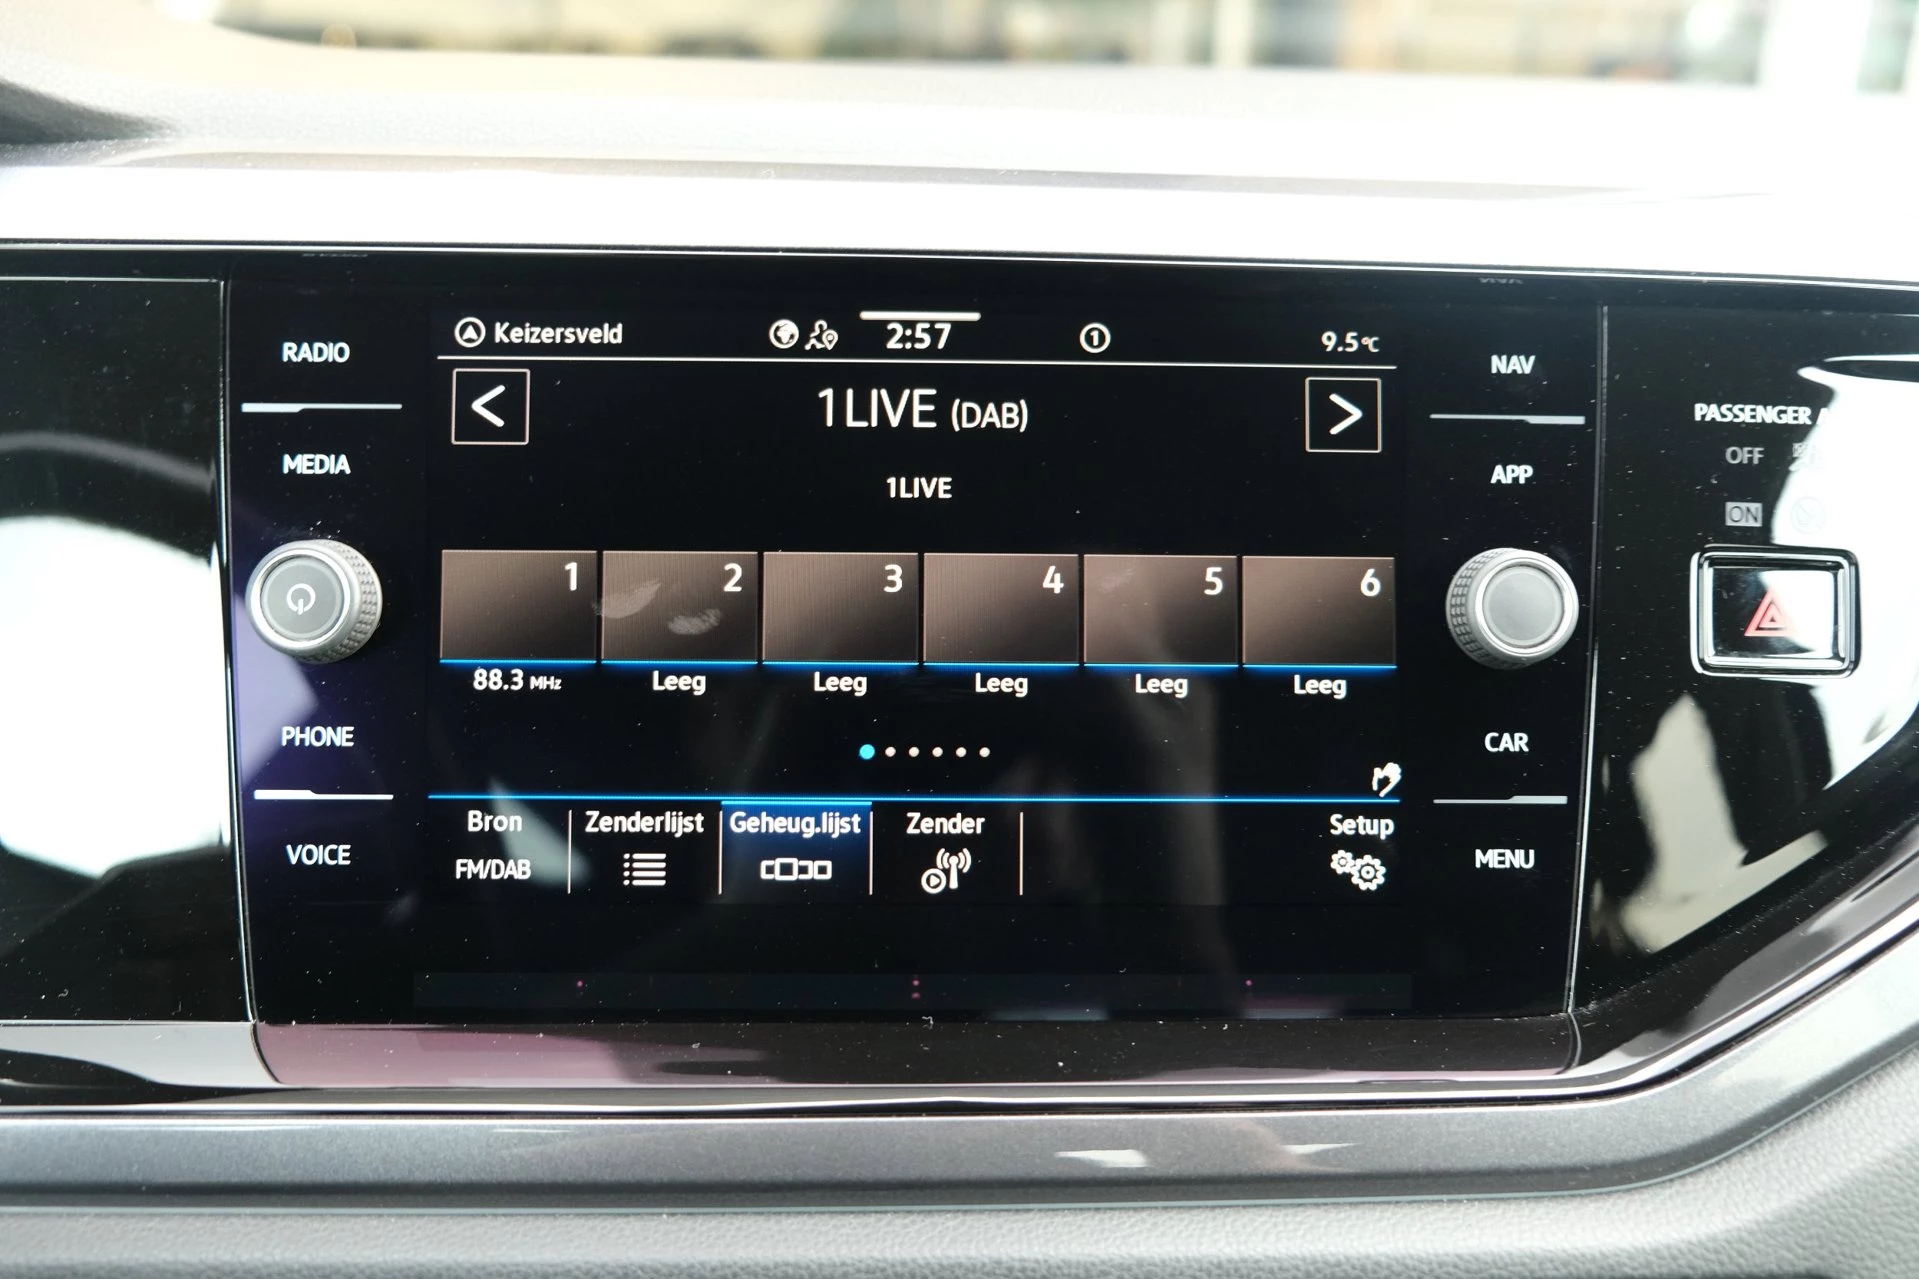 RADIO
MEDIA
PHONE
VOICE
Keizersveld
2:57
1
9.5°C
1LIVE (DAB)
1LIVE
1 2 3 4 5 6
88.3 MHz Leeg Leeg Leeg Leeg Leeg
Bron Zenderlijst Geheug.lijst Zender Setup
FM/DAB
NAV
APP
CAR
MENU
PASSENGER
OFF
ON